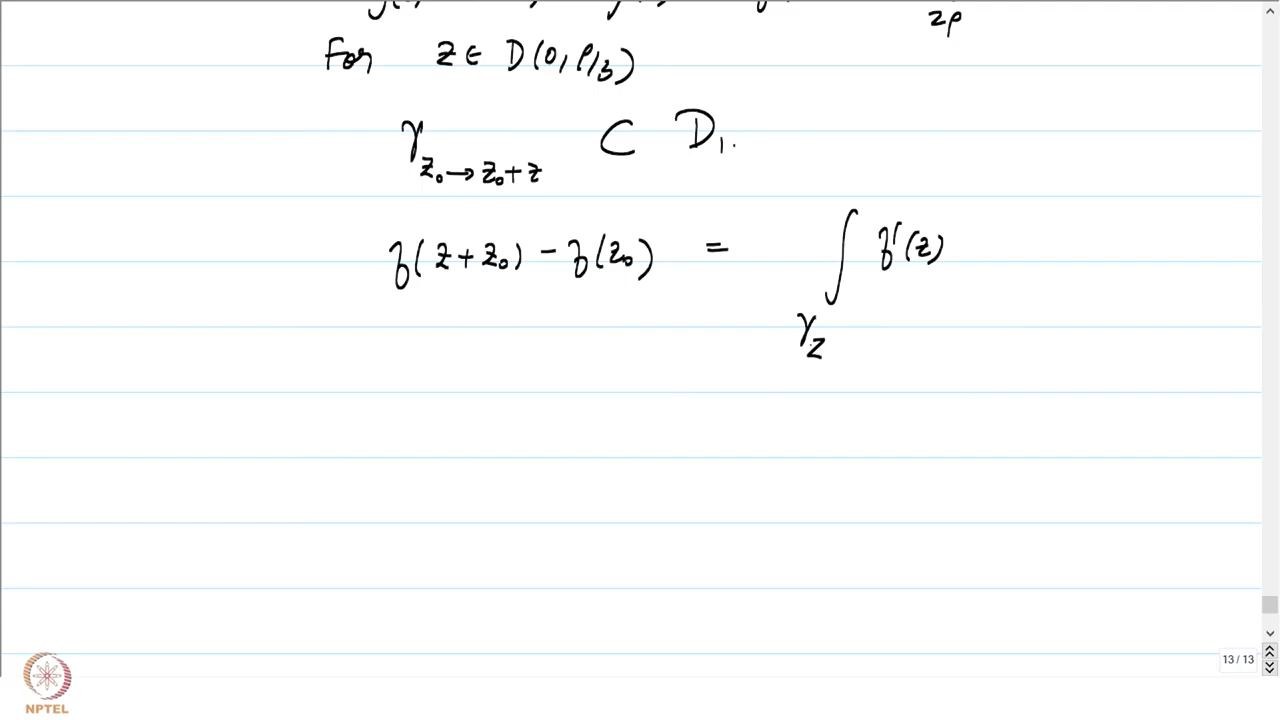 2ρ
For z ∈ D(0, ρ/3)
γ_{z₀→z₀+z} ⊂ D₁.
f(z+z₀) − f(z₀) = ∫_{γ_z} f'(z)
13 / 13
NPTEL